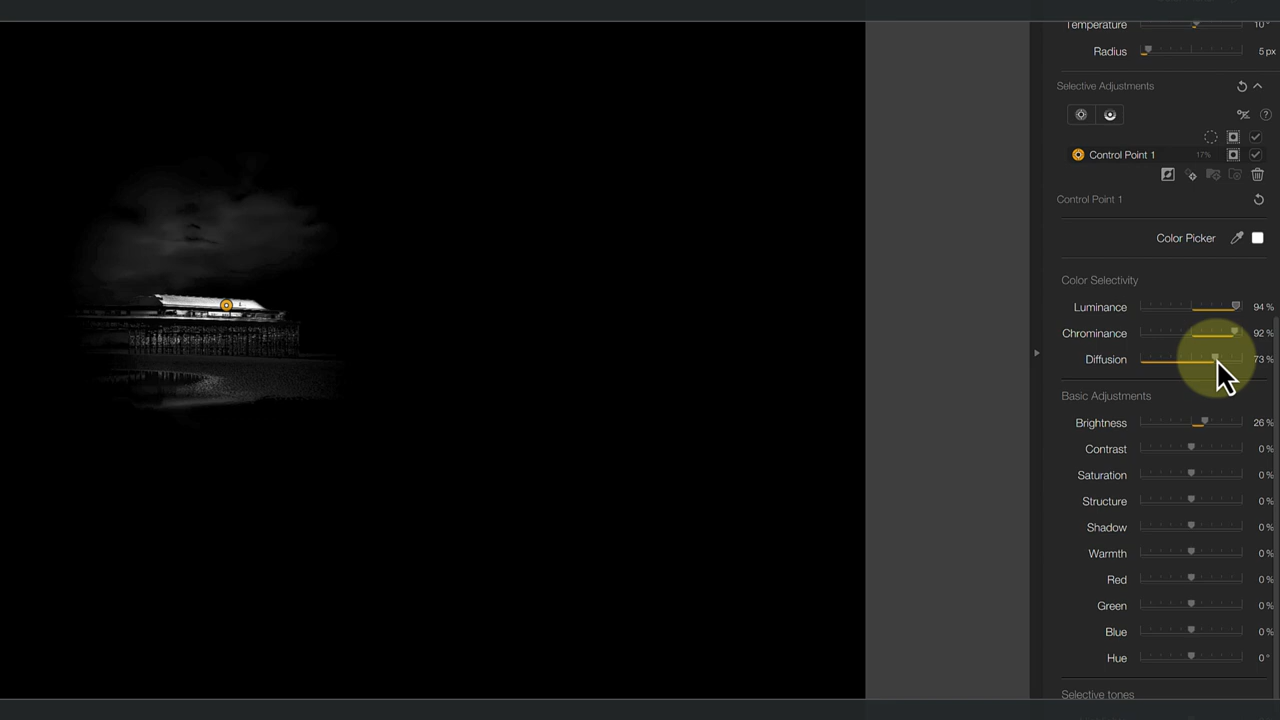 Temperature 10°
Radius 5 px
Selective Adjustments
?
Control Point 1 17%
Control Point 1
Color Picker
Color Selectivity
Luminance 94 %
Chrominance 92 %
Diffusion 73 %
Basic Adjustments
Brightness 26 %
Contrast 0 %
Saturation 0 %
Structure 0 %
Shadow 0 %
Warmth 0 %
Red 0 %
Green 0 %
Blue 0 %
Hue 0 °
Selective tones